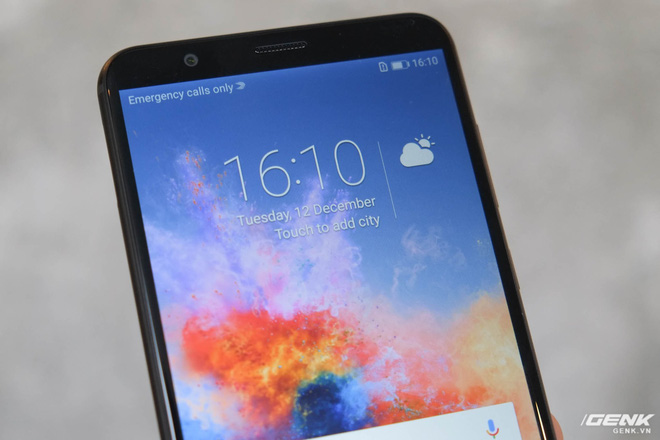 Emergency calls only
16:10
16:10
Tuesday, 12 December
Touch to add city
GENK
GENK.VN